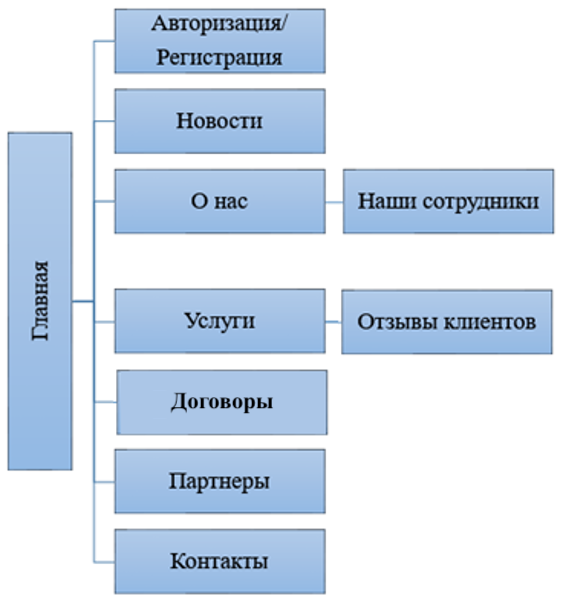 Главная
Авторизация/
Регистрация
Новости
О нас
Наши сотрудники
Услуги
Отзывы клиентов
Договоры
Партнеры
Контакты